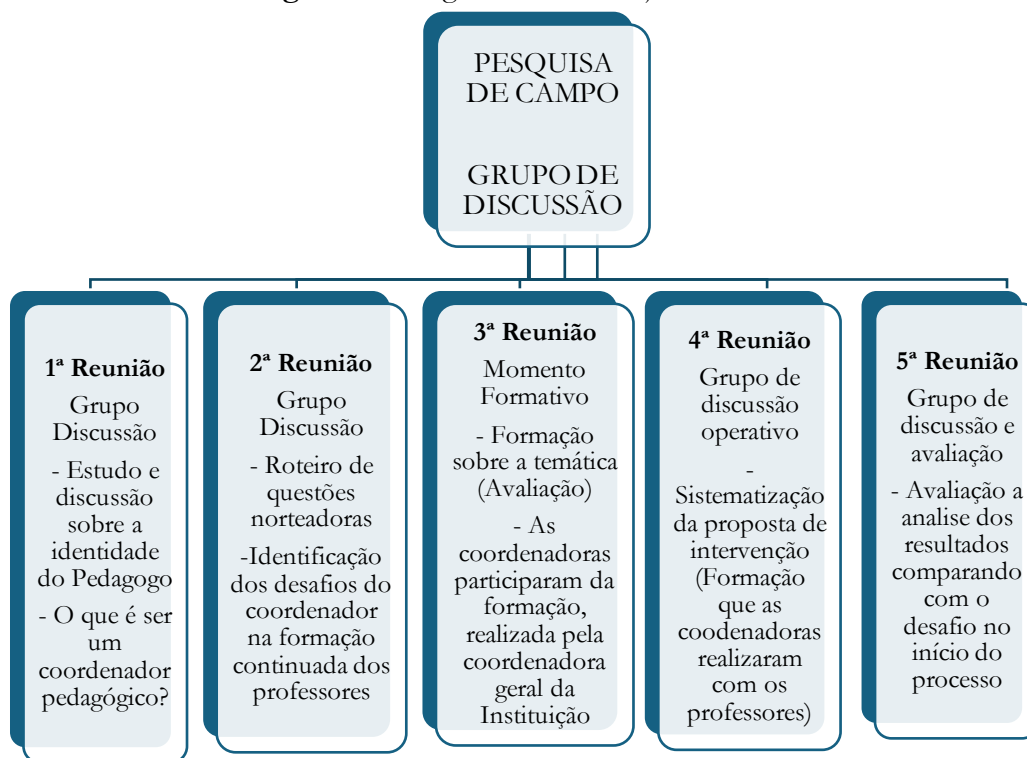 PESQUISA
DE CAMPO
GRUPO DE
DISCUSSÃO
1ª Reunião
Grupo
Discussão
- Estudo e
discussão
sobre a
identidade
do Pedagogo
- O que é ser
um
coordenador
pedagógico?
2ª Reunião
Grupo
Discussão
- Roteiro de
questões
norteadoras
-Identificação
dos desafios do
coordenador
na formação
continuada dos
professores
3ª Reunião
Momento
Formativo
- Formação
sobre a temática
(Avaliação)
- As
coordenadoras
participaram da
formação,
realizada pela
coordenadora
geral da
Instituição
4ª Reunião
Grupo de
discussão
operativo
-
Sistematização
da proposta de
intervenção
(Formação
que as
coodenadoras
realizaram
com os
professores)
5ª Reunião
Grupo de
discussão e
avaliação
- Avaliação a
analise dos
resultados
comparando
com o
desafio no
início do
processo